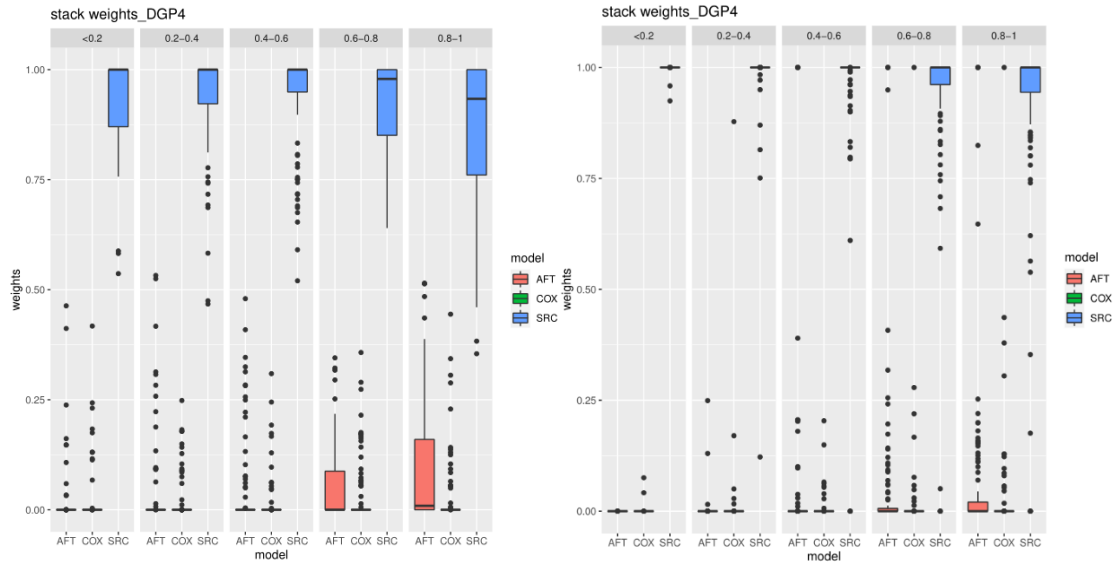 stack weights_DGP4
<0.2 0.2−0.4 0.4−0.6 0.6−0.8 0.8−1
1.00
0.75
0.50
0.25
0.00
weights
AFT COX SRC AFT COX SRC AFT COX SRC AFT COX SRC AFT COX SRC
model
model
AFT
COX
SRC
stack weights_DGP4
<0.2 0.2−0.4 0.4−0.6 0.6−0.8 0.8−1
1.00
0.75
0.50
0.25
0.00
weights
AFT COX SRC AFT COX SRC AFT COX SRC AFT COX SRC AFT COX SRC
model
model
AFT
COX
SRC